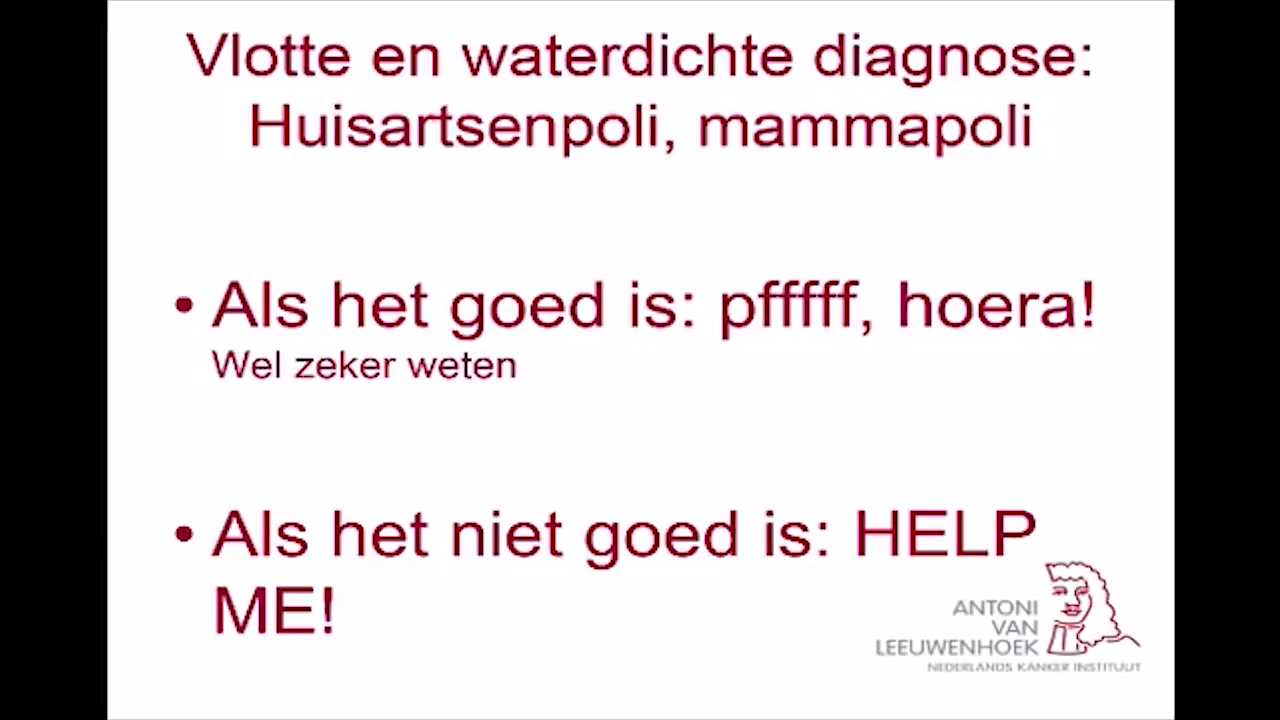 Vlotte en waterdichte diagnose:
Huisartsenpoli, mammapoli
• Als het goed is: pfffff, hoera!
Wel zeker weten
• Als het niet goed is: HELP
ME!
ANTONI
VAN
LEEUWENHOEK
NEDERLANDS KANKER INSTITUUT